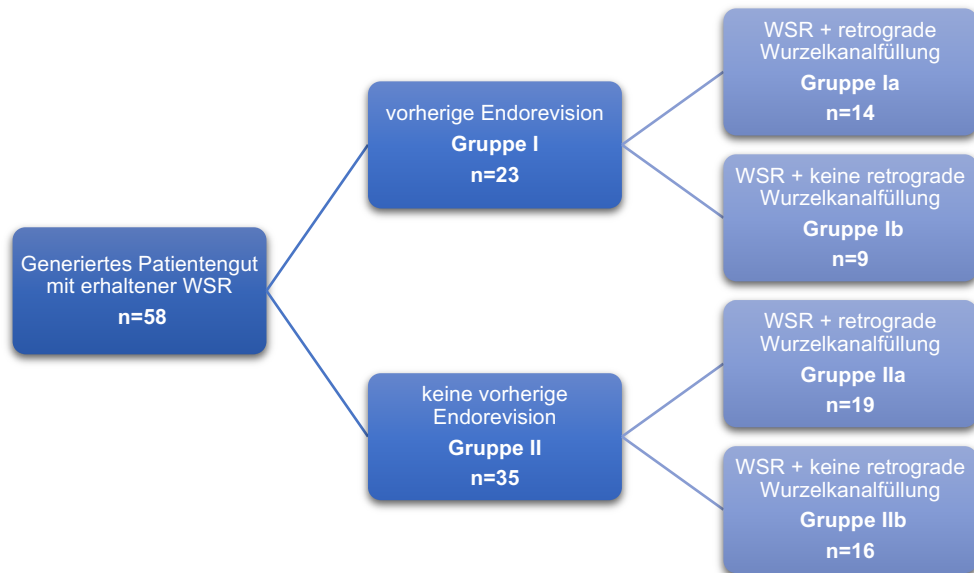 Generiertes Patientengut
mit erhaltener WSR
n=58
vorherige Endorevision
Gruppe I
n=23
keine vorherige
Endorevision
Gruppe II
n=35
WSR + retrograde
Wurzelkanalfüllung
Gruppe Ia
n=14
WSR + keine retrograde
Wurzelkanalfüllung
Gruppe Ib
n=9
WSR + retrograde
Wurzelkanalfüllung
Gruppe IIa
n=19
WSR + keine retrograde
Wurzelkanalfüllung
Gruppe IIb
n=16